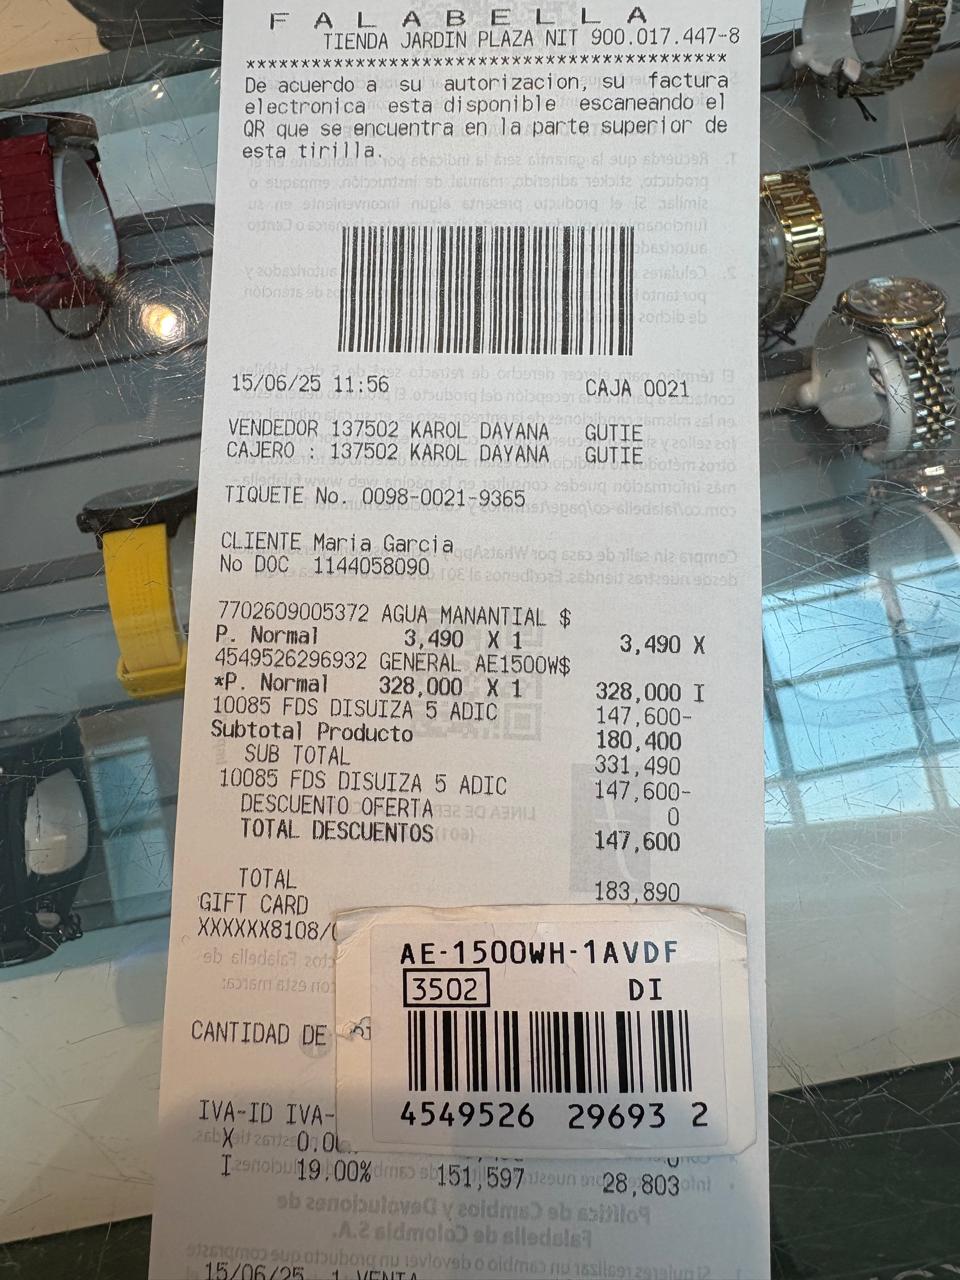 FALABELLA
TIENDA JARDIN PLAZA NIT 900.017.447-8
*****************************************
De acuerdo a su autorizacion, su factura
electronica esta disponible escaneando el
QR que se encuentra en la parte superior de
esta tirilla.
15/06/25 11:56 CAJA 0021
VENDEDOR 137502 KAROL DAYANA GUTIE
CAJERO : 137502 KAROL DAYANA GUTIE
TIQUETE No. 0098-0021-9365
CLIENTE Maria Garcia
No DOC 1144058090
7702609005372 AGUA MANANTIAL $
P. Normal 3,490 X 1 3,490 X
4549526296932 GENERAL AE1500W$
*P. Normal 328,000 X 1 328,000 I
10085 FDS DISUIZA 5 ADIC 147,600-
Subtotal Producto 180,400
SUB TOTAL 331,490
10085 FDS DISUIZA 5 ADIC 147,600-
DESCUENTO OFERTA 0
TOTAL DESCUENTOS 147,600
TOTAL 183,890
GIFT CARD
XXXXXX8108/
AE-1500WH-1AVDF
3502 DI
4549526 29693 2
CANTIDAD DE
IVA-ID IVA-
X 0.00
I 19.00% 151,597 28,803
15/06/25 1 VENTA